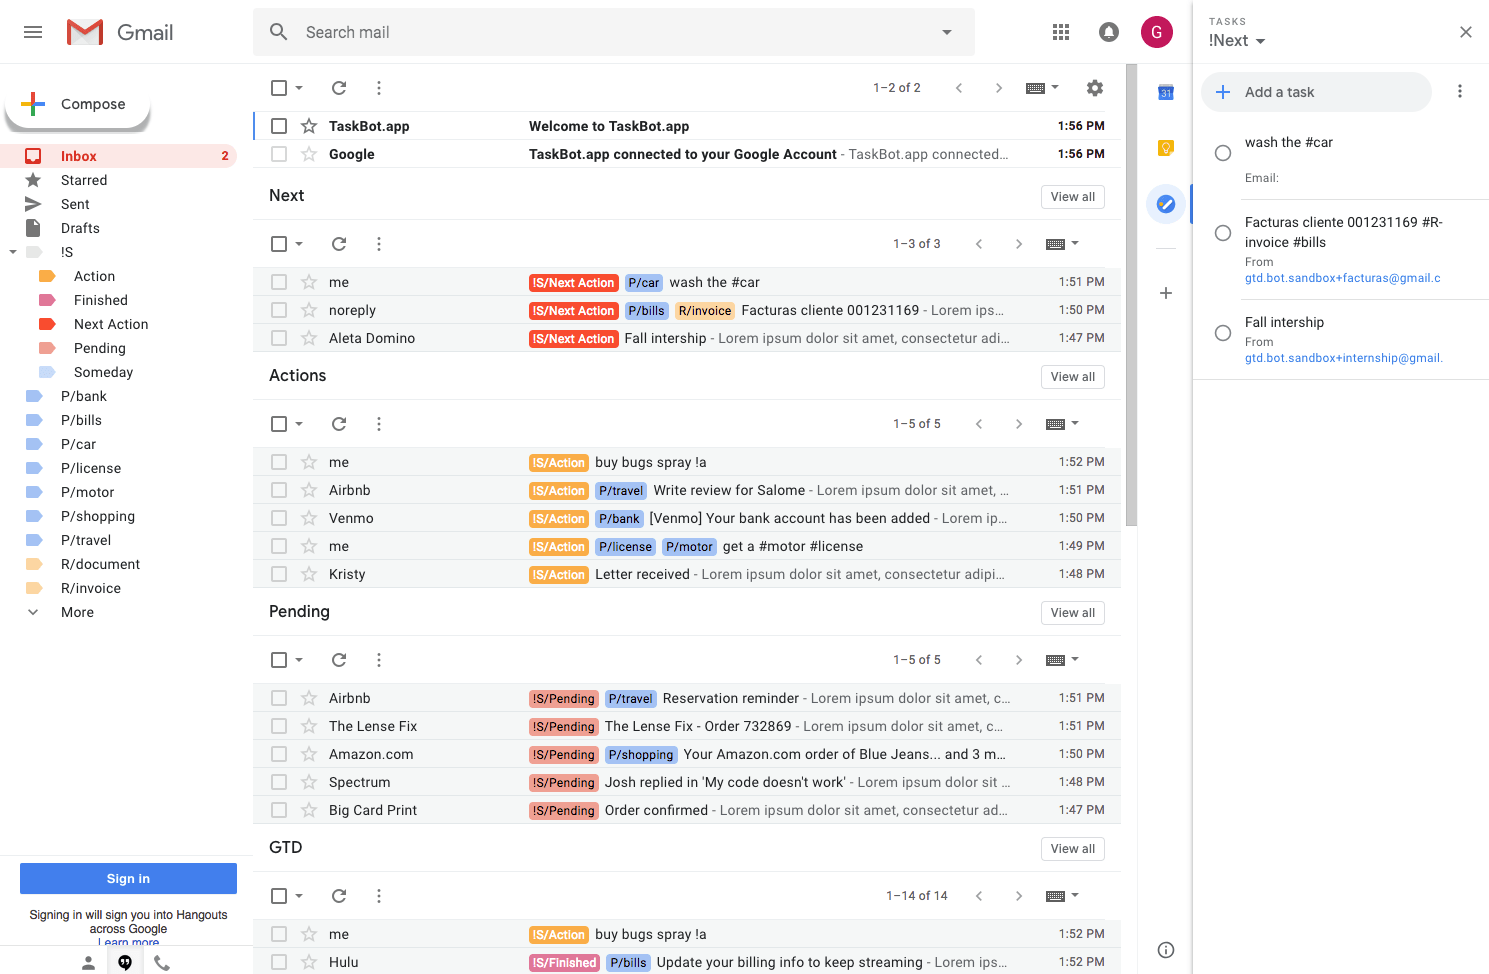 Gmail
Search mail
G
Compose
Inbox 2
Starred
Sent
Drafts
!S
Action
Finished
Next Action
Pending
Someday
P/bank
P/bills
P/car
P/license
P/motor
P/shopping
P/travel
R/document
R/invoice
More
Sign in
Signing in will sign you into Hangouts
across Google
Learn more
1–2 of 2
TaskBot.app Welcome to TaskBot.app 1:56 PM
Google TaskBot.app connected to your Google Account - TaskBot.app connected... 1:56 PM
Next View all
1–3 of 3
me !S/Next Action P/car wash the #car 1:51 PM
noreply !S/Next Action P/bills R/invoice Facturas cliente 001231169 - Lorem ips... 1:50 PM
Aleta Domino !S/Next Action Fall intership - Lorem ipsum dolor sit amet, consectetur adi... 1:47 PM
Actions View all
1–5 of 5
me !S/Action buy bugs spray !a 1:52 PM
Airbnb !S/Action P/travel Write review for Salome - Lorem ipsum dolor sit amet, ... 1:51 PM
Venmo !S/Action P/bank [Venmo] Your bank account has been added - Lorem ip... 1:50 PM
me !S/Action P/license P/motor get a #motor #license 1:49 PM
Kristy !S/Action Letter received - Lorem ipsum dolor sit amet, consectetur adipi... 1:48 PM
Pending View all
1–5 of 5
Airbnb !S/Pending P/travel Reservation reminder - Lorem ipsum dolor sit amet, c... 1:51 PM
The Lense Fix !S/Pending The Lense Fix - Order 732869 - Lorem ipsum dolor sit amet, c... 1:51 PM
Amazon.com !S/Pending P/shopping Your Amazon.com order of Blue Jeans... and 3 m... 1:50 PM
Spectrum !S/Pending Josh replied in 'My code doesn't work' - Lorem ipsum dolor sit ... 1:48 PM
Big Card Print !S/Pending Order confirmed - Lorem ipsum dolor sit amet, consectetur ad... 1:47 PM
GTD View all
1–14 of 14
me !S/Action buy bugs spray !a 1:52 PM
Hulu !S/Finished P/bills Update your billing info to keep streaming - Lorem ips... 1:52 PM
31
TASKS
!Next
Add a task
wash the #car
Email:
Facturas cliente 001231169 #R-
invoice #bills
From
gtd.bot.sandbox+facturas@gmail.c
Fall intership
From
gtd.bot.sandbox+internship@gmail.